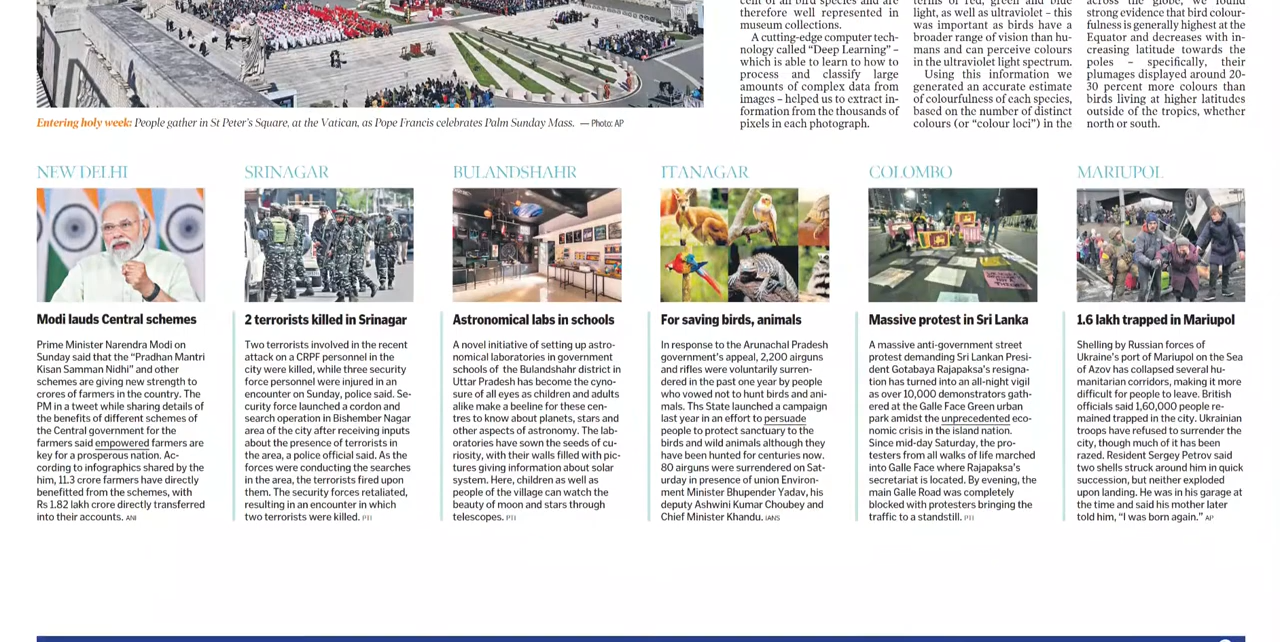 cent of all bird species and are
therefore well represented in
museum collections.
A cutting-edge computer tech-
nology called “Deep Learning” –
which is able to learn to how to
process and classify large
amounts of complex data from
images – helped us to extract in-
formation from the thousands of
pixels in each photograph.
terms of red, green and blue
light, as well as ultraviolet – this
was important as birds have a
broader range of vision than hu-
mans and can perceive colours
in the ultraviolet light spectrum.
Using this information we
generated an accurate estimate
of colourfulness of each species,
based on the number of distinct
colours (or “colour loci”) in the
across the globe, we found
strong evidence that bird colour-
fulness is generally highest at the
Equator and decreases with in-
creasing latitude towards the
poles – specifically, their
plumages displayed around 20-
30 percent more colours than
birds living at higher latitudes
outside of the tropics, whether
north or south.
Entering holy week: People gather in St Peter’s Square, at the Vatican, as Pope Francis celebrates Palm Sunday Mass. — Photo: AP
NEW DELHI
Modi lauds Central schemes
Prime Minister Narendra Modi on
Sunday said that the “Pradhan Mantri
Kisan Samman Nidhi” and other
schemes are giving new strength to
crores of farmers in the country. The
PM in a tweet while sharing details of
the benefits of different schemes of
the Central government for the
farmers said empowered farmers are
key for a prosperous nation. Ac-
cording to infographics shared by the
him, 11.3 crore farmers have directly
benefitted from the schemes, with
Rs 1.82 lakh crore directly transferred
into their accounts. ANI
SRINAGAR
2 terrorists killed in Srinagar
Two terrorists involved in the recent
attack on a CRPF personnel in the
city were killed, while three security
force personnel were injured in an
encounter on Sunday, police said. Se-
curity force launched a cordon and
search operation in Bishember Nagar
area of the city after receiving inputs
about the presence of terrorists in
the area, a police official said. As the
forces were conducting the searches
in the area, the terrorists fired upon
them. The security forces retaliated,
resulting in an encounter in which
two terrorists were killed. PTI
BULANDSHAHR
Astronomical labs in schools
A novel initiative of setting up astro-
nomical laboratories in government
schools of the Bulandshahr district in
Uttar Pradesh has become the cyno-
sure of all eyes as children and adults
alike make a beeline for these cen-
tres to know about planets, stars and
other aspects of astronomy. The lab-
oratories have sown the seeds of cu-
riosity, with their walls filled with pic-
tures giving information about solar
system. Here, children as well as
people of the village can watch the
beauty of moon and stars through
telescopes. PTI
ITANAGAR
For saving birds, animals
In response to the Arunachal Pradesh
government’s appeal, 2,200 airguns
and rifles were voluntarily surren-
dered in the past one year by people
who vowed not to hunt birds and ani-
mals. Ths State launched a campaign
last year in an effort to persuade
people to protect sanctuary to the
birds and wild animals although they
have been hunted for centuries now.
80 airguns were surrendered on Sat-
urday in presence of union Environ-
ment Minister Bhupender Yadav, his
deputy Ashwini Kumar Choubey and
Chief Minister Khandu. IANS
COLOMBO
Massive protest in Sri Lanka
A massive anti-government street
protest demanding Sri Lankan Presi-
dent Gotabaya Rajapaksa’s resigna-
tion has turned into an all-night vigil
as over 10,000 demonstrators gath-
ered at the Galle Face Green urban
park amidst the unprecedented eco-
nomic crisis in the island nation.
Since mid-day Saturday, the pro-
testers from all walks of life marched
into Galle Face where Rajapaksa’s
secretariat is located. By evening, the
main Galle Road was completely
blocked with protesters bringing the
traffic to a standstill. PTI
MARIUPOL
1.6 lakh trapped in Mariupol
Shelling by Russian forces of
Ukraine’s port of Mariupol on the Sea
of Azov has collapsed several hu-
manitarian corridors, making it more
difficult for people to leave. British
officials said 1,60,000 people re-
mained trapped in the city. Ukrainian
troops have refused to surrender the
city, though much of it has been
razed. Resident Sergey Petrov said
two shells struck around him in quick
succession, but neither exploded
upon landing. He was in his garage at
the time and said his mother later
told him, “I was born again.” AP